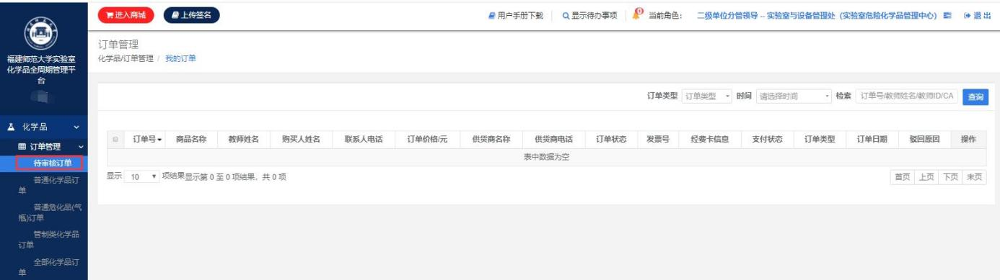 进入商城 上传签名 用户手册下载 显示待办事项 0 当前角色： 二级单位分管领导 -- 实验室与设备管理处（实验室危险化学品管理中心） 退出
福建师范大学实验室
化学品全周期管理平
台
化学品
订单管理
待审核订单
普通化学品订
单
普通危化品(气
瓶)订单
管制类化学品
订单
全部化学品订
单
订单管理
化学品/订单管理 / 我的订单
订单类型 订单类型 时间 请选择时间 检索 订单号/教师姓名/教师ID/CA 查询
订单号 商品名称 教师姓名 购买人姓名 联系人电话 订单价格/元 供货商名称 供货商电话 订单状态 发票号 经费卡信息 支付状态 订单类型 订单日期 驳回原因 操作
表中数据为空
显示 10 项结果显示第 0 至 0 项结果，共 0 项 首页 上页 下页 末页